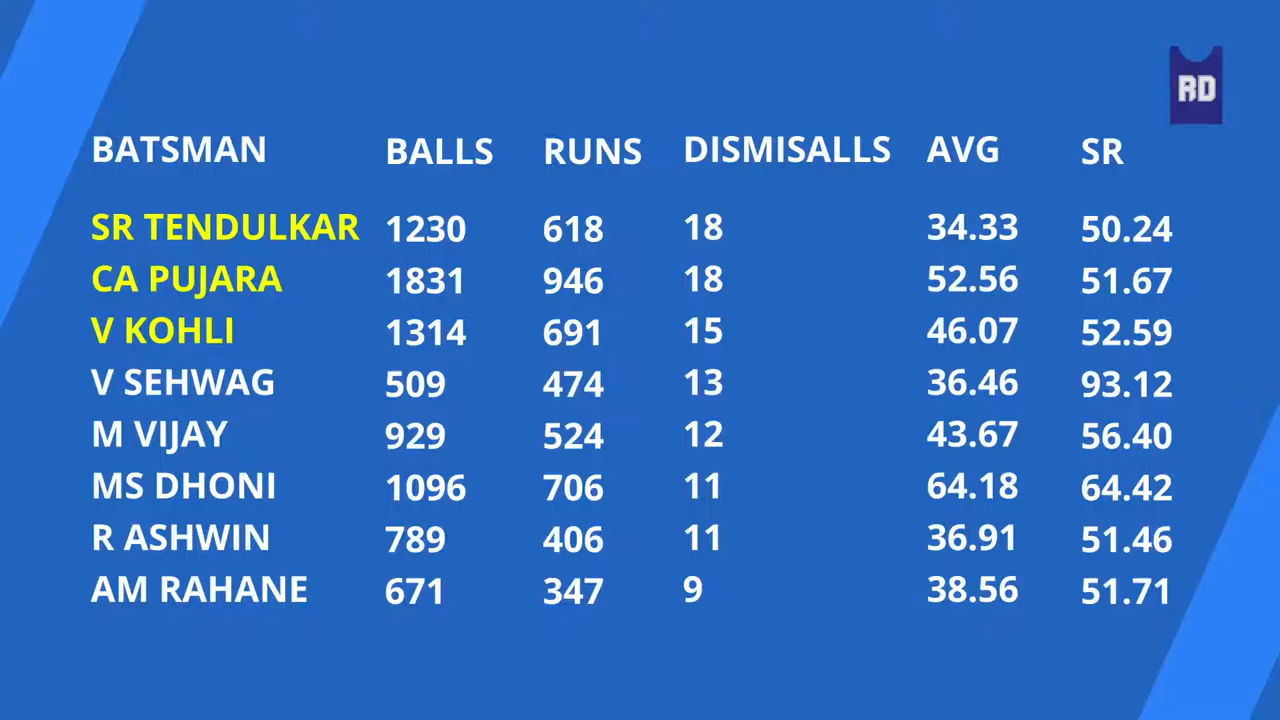 RD
BATSMAN BALLS RUNS DISMISALLS AVG SR
SR TENDULKAR 1230 618 18 34.33 50.24
CA PUJARA 1831 946 18 52.56 51.67
V KOHLI 1314 691 15 46.07 52.59
V SEHWAG 509 474 13 36.46 93.12
M VIJAY 929 524 12 43.67 56.40
MS DHONI 1096 706 11 64.18 64.42
R ASHWIN 789 406 11 36.91 51.46
AM RAHANE 671 347 9 38.56 51.71